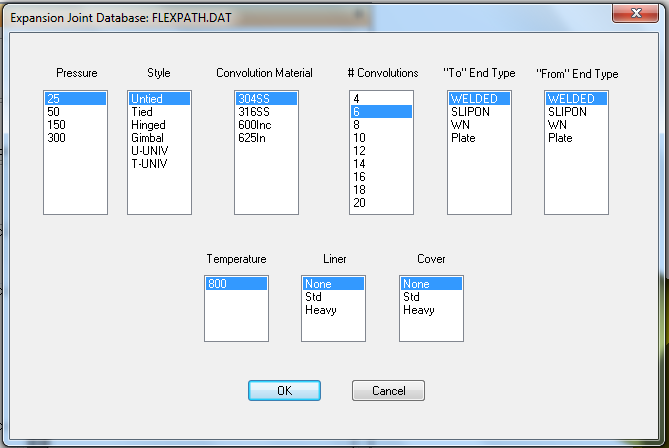 Expansion Joint Database: FLEXPATH.DAT
Pressure
25
50
150
300
Style
Untied
Tied
Hinged
Gimbal
U-UNIV
T-UNIV
Convolution Material
304SS
316SS
600Inc
625In
# Convolutions
4
6
8
10
12
14
16
18
20
"To" End Type
WELDED
SLIPON
WN
Plate
"From" End Type
WELDED
SLIPON
WN
Plate
Temperature
800
Liner
None
Std
Heavy
Cover
None
Std
Heavy
OK
Cancel